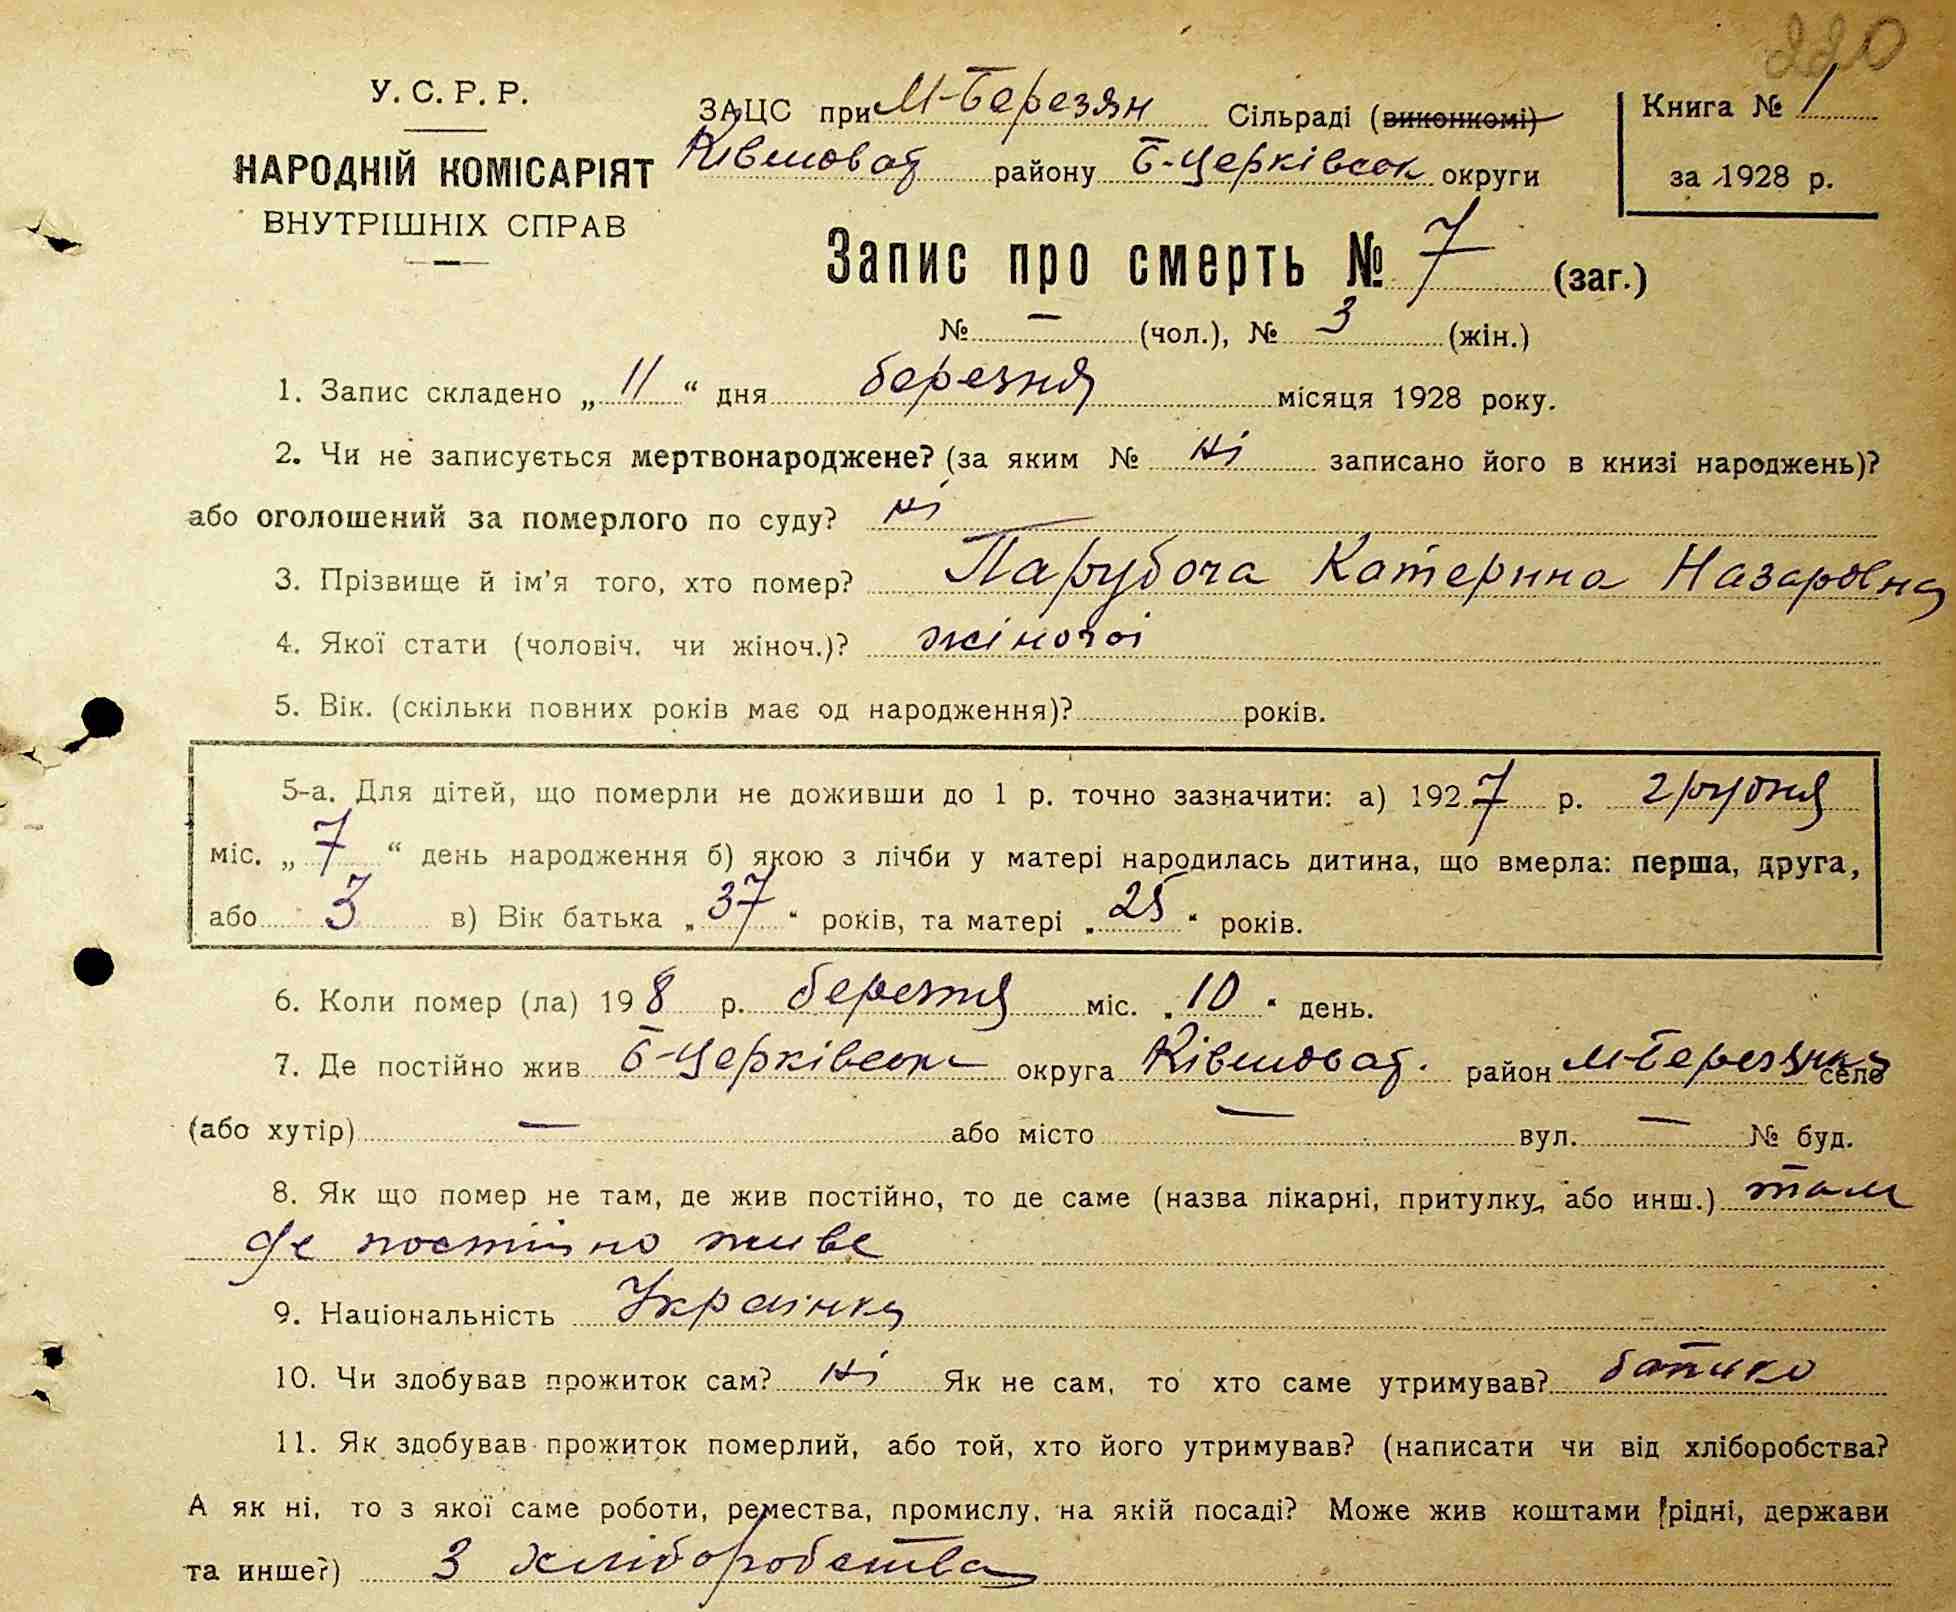 220
У. С. Р. Р.
НАРОДНІЙ КОМІСАРІЯТ
ВНУТРІШНІХ СПРАВ
ЗАЦС при М-Березян Сільраді (виконкомі)
Ківшоват району Б-Церківськ округи
Книга № 1
за 1928 р.
Запис про смерть № 7 (заг.)
№ — (чол.), № 3 (жін.)
1. Запис складено „ 11 “ дня березня місяця 1928 року.
2. Чи не записується мертвонароджене? (за яким № ні записано його в книзі народжень)?
або оголошений за померлого по суду? ні
3. Прізвище й ім’я того, хто помер? Парубоча Катерина Назаровна
4. Якої стати (чоловіч. чи жіноч.)? жіночоі
5. Вік. (скільки повних років має од народження)? років.
5-а. Для дітей, що померли не доживши до 1 р. точно зазначити: а) 1927 р. грудня
міс. „ 7 “ день народження б) якою з лічби у матері народилась дитина, що вмерла: перша, друга,
або 3 в) Вік батька „ 37 “ років, та матері „ 25 “ років.
6. Коли помер (ла) 19 8 р. березня міс. „ 10 “ день.
7. Де постійно жив Б-Церківськ округа Ківшоват. район М-Березянка село
(або хутір) — або місто — вул. — № буд.
8. Як що помер не там, де жив постійно, то де саме (назва лікарні, притулку, або инш.) там
де постійно живе
9. Національність Украінка
10. Чи здобував прожиток сам? ні Як не сам, то хто саме утримував? батько
11. Як здобував прожиток померлий, або той, хто його утримував? (написати чи від хліборобства?
А як ні, то з якої саме роботи, ремества, промислу, на якій посаді? Може жив коштами [рідні, держави
та инше?) З хліборобства